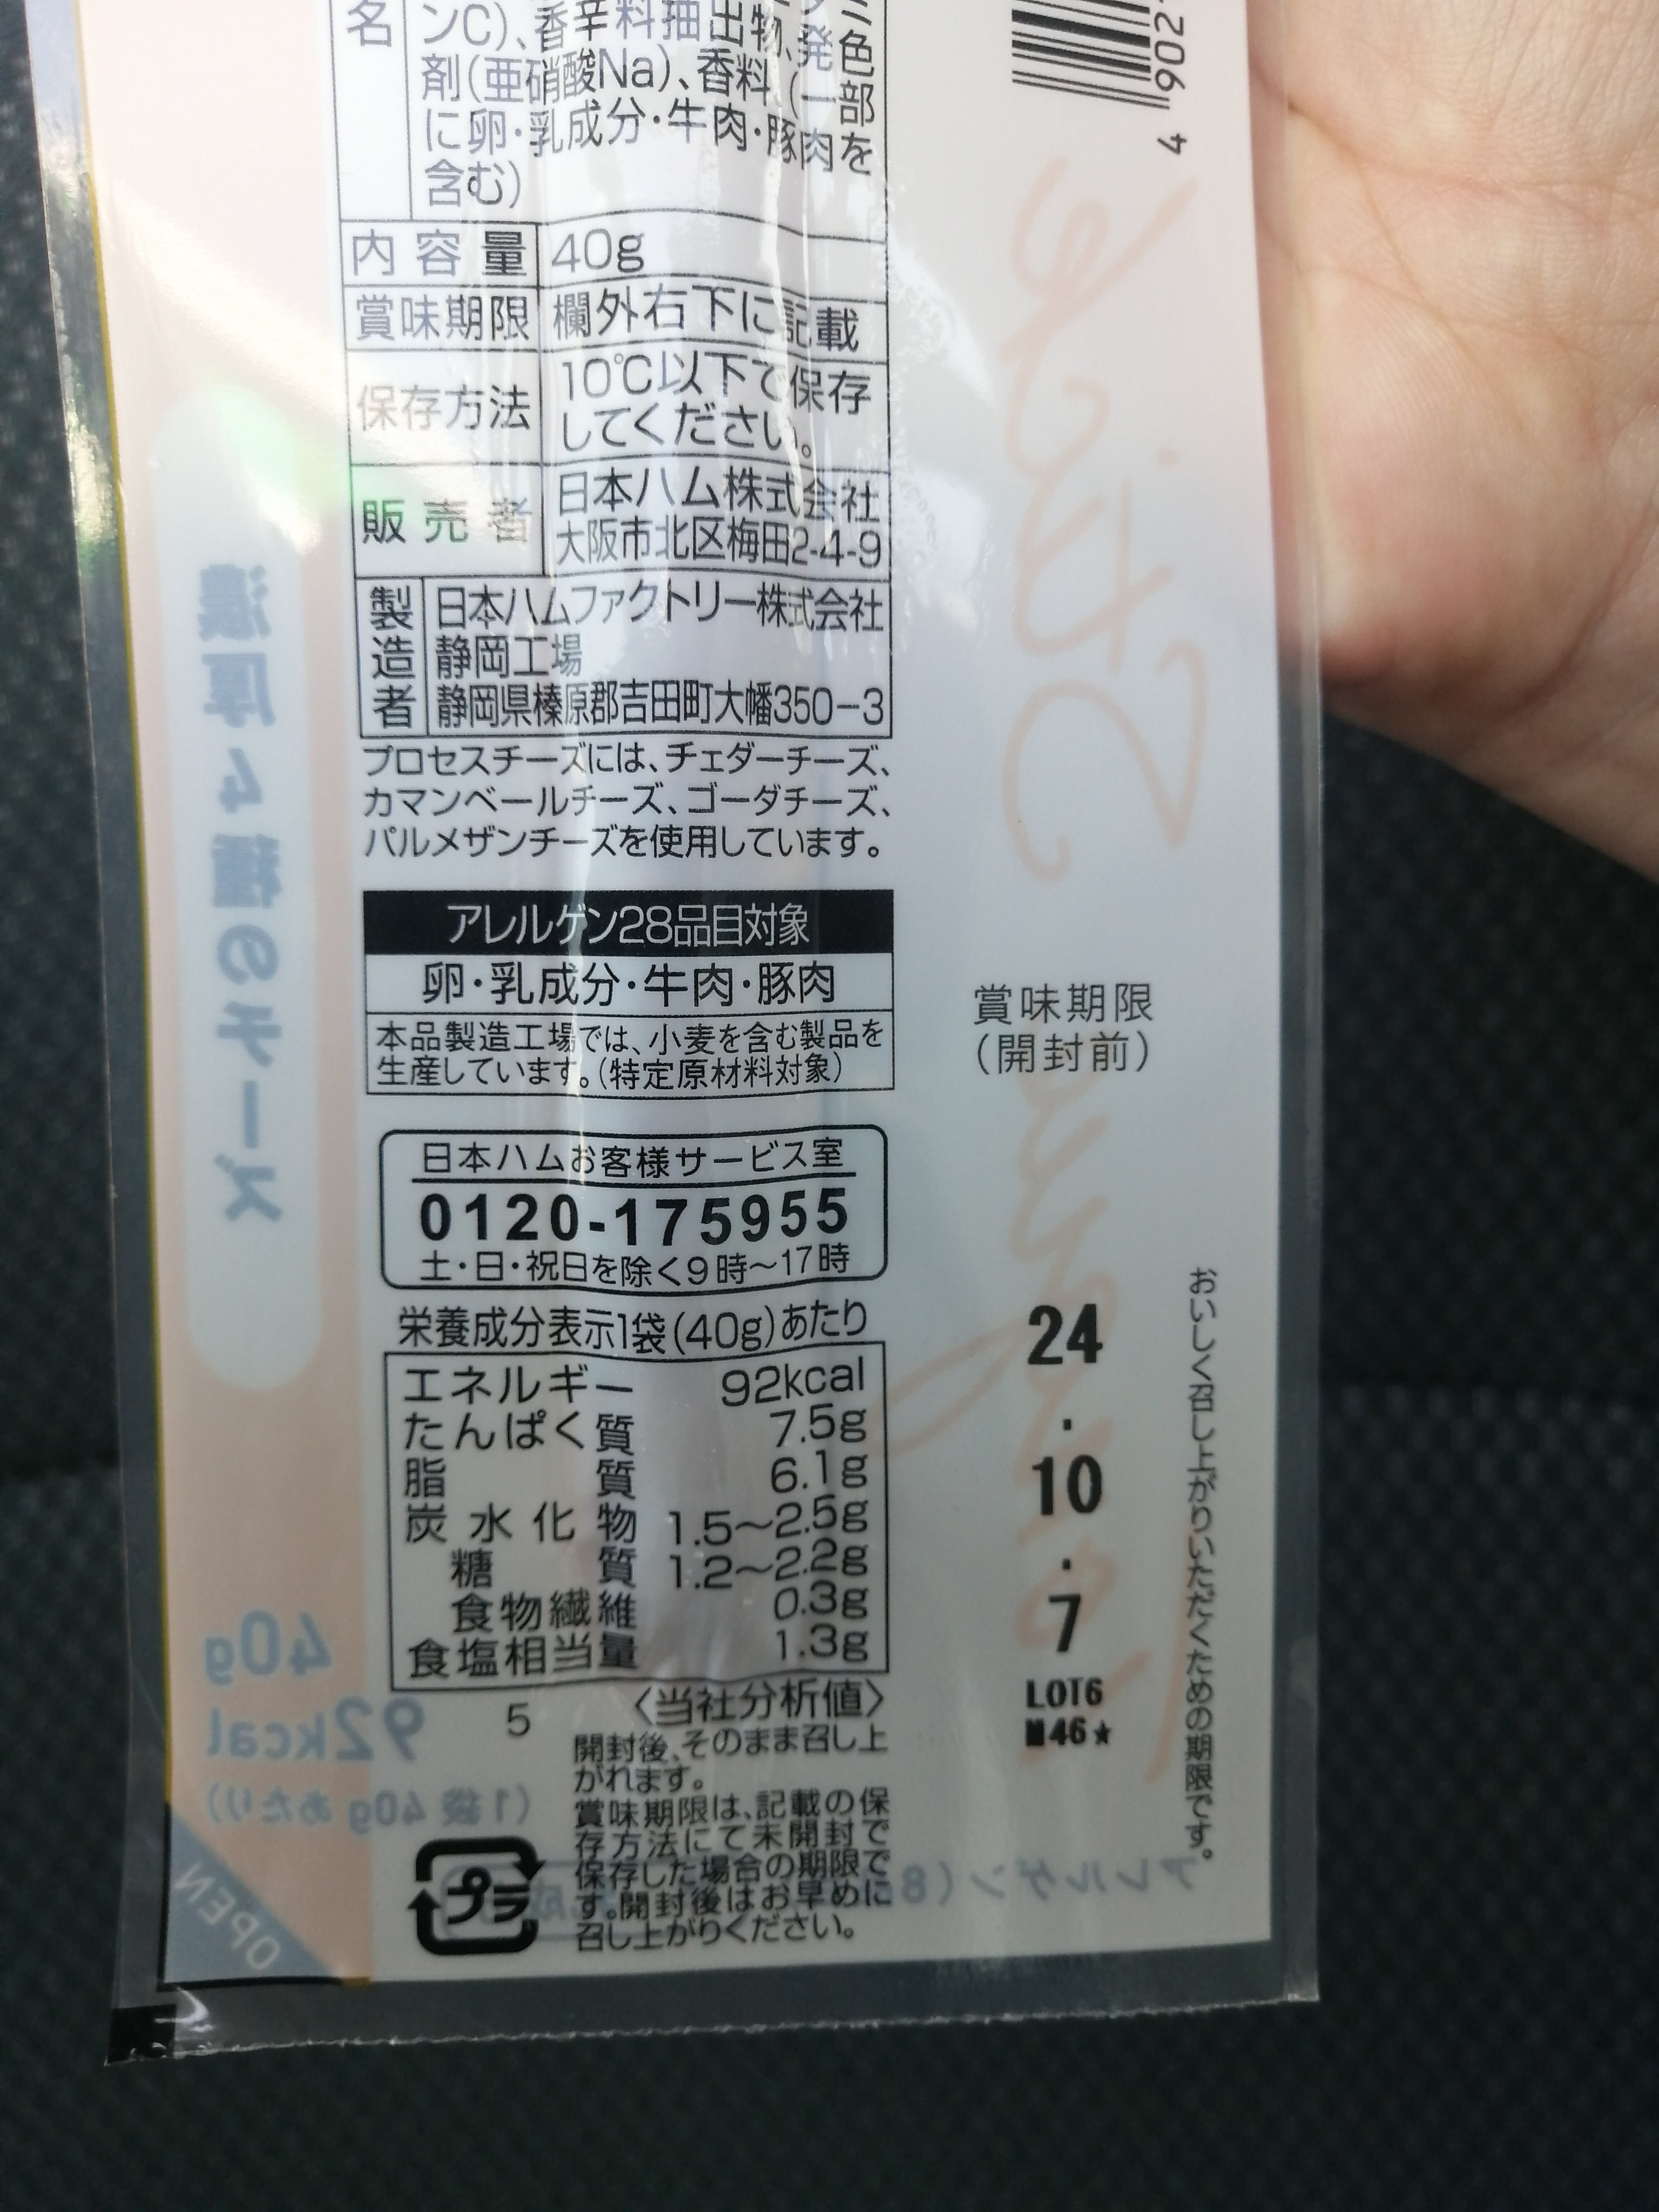 名
ンC)、香辛料抽出物、発色
剤(亜硝酸Na)、香料、(一部
に卵・乳成分・牛肉・豚肉を
含む)
内容量 40g
賞味期限 欄外右下に記載
保存方法 10℃以下で保存
してください。
販売者 日本ハム株式会社
大阪市北区梅田2-4-9
製造者 日本ハムファクトリー株式会社
静岡工場
静岡県榛原郡吉田町大幡350-3
プロセスチーズには、チェダーチーズ、
カマンベールチーズ、ゴーダチーズ、
パルメザンチーズを使用しています。
アレルゲン28品目対象
卵・乳成分・牛肉・豚肉
本品製造工場では、小麦を含む製品を
生産しています。(特定原材料対象)
日本ハムお客様サービス室
0120-175955
土・日・祝日を除く9時〜17時
栄養成分表示1袋(40g)あたり
エネルギー 92kcal
たんぱく質 7.5g
脂質 6.1g
炭水化物 1.5〜2.5g
糖質 1.2〜2.2g
食物繊維 0.3g
食塩相当量 1.3g
〈当社分析値〉
5
開封後、そのまま召し上
がれます。
賞味期限は、記載の保
存方法にて未開封で
保存した場合の期限で
す。開封後はお早めに
召し上がりください。
プラ
4 902
賞味期限
(開封前)
24
.
10
.
7
LOT6
46★
おいしく召し上がりいただくための期限です。
濃厚4種のチーズ
40g
92kcal
(1袋 40gあたり)
OPEN
アレルゲン(8